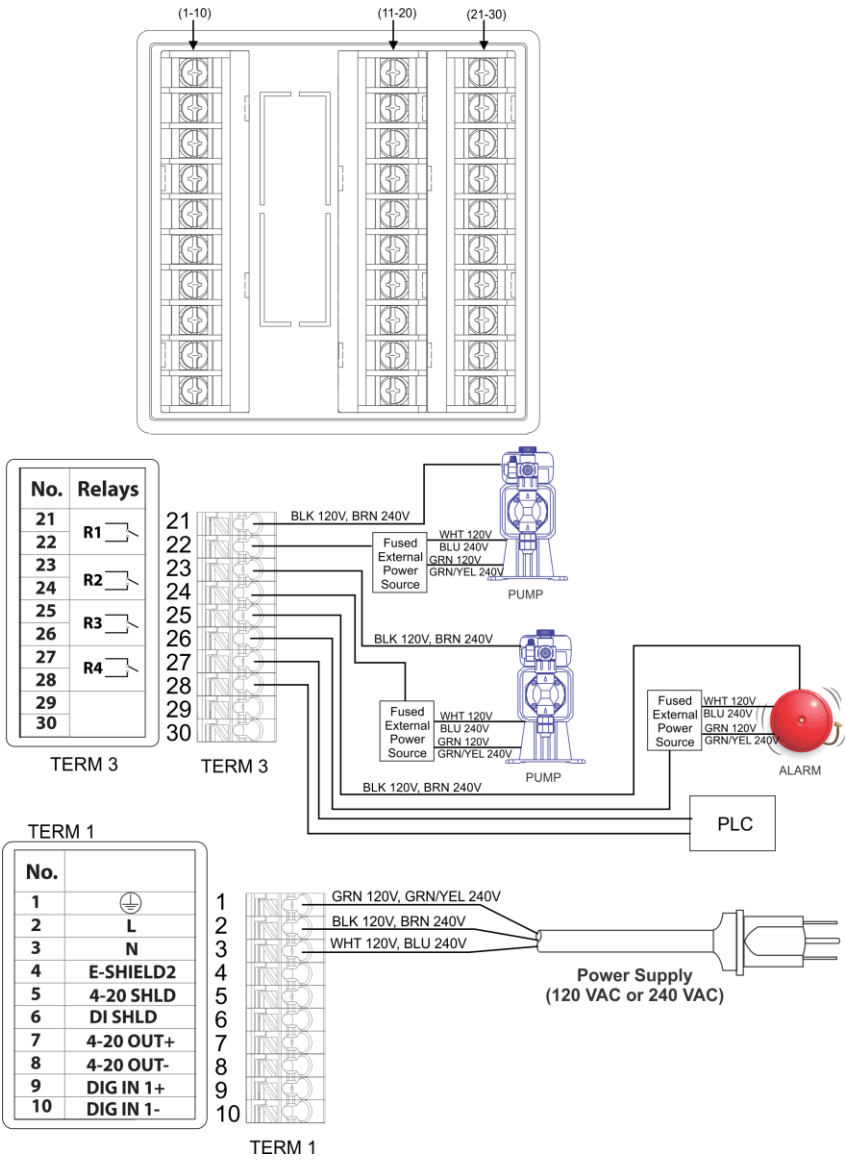 (1-10) (11-20) (21-30)
No. Relays
21
22
R1
23
24
R2
25
26
R3
27
28
R4
29
30
TERM 3
21
22
23
24
25
26
27
28
29
30
TERM 3
BLK 120V, BRN 240V
Fused
External
Power
Source
WHT 120V
BLU 240V
GRN 120V
GRN/YEL 240V
PUMP
BLK 120V, BRN 240V
Fused
External
Power
Source
WHT 120V
BLU 240V
GRN 120V
GRN/YEL 240V
PUMP
Fused
External
Power
Source
WHT 120V
BLU 240V
GRN 120V
GRN/YEL 240V
ALARM
BLK 120V, BRN 240V
PLC
TERM 1
No.
1
2 L
3 N
4 E-SHIELD2
5 4-20 SHLD
6 DI SHLD
7 4-20 OUT+
8 4-20 OUT-
9 DIG IN 1+
10 DIG IN 1-
1
2
3
4
5
6
7
8
9
10
TERM 1
GRN 120V, GRN/YEL 240V
BLK 120V, BRN 240V
WHT 120V, BLU 240V
Power Supply
(120 VAC or 240 VAC)